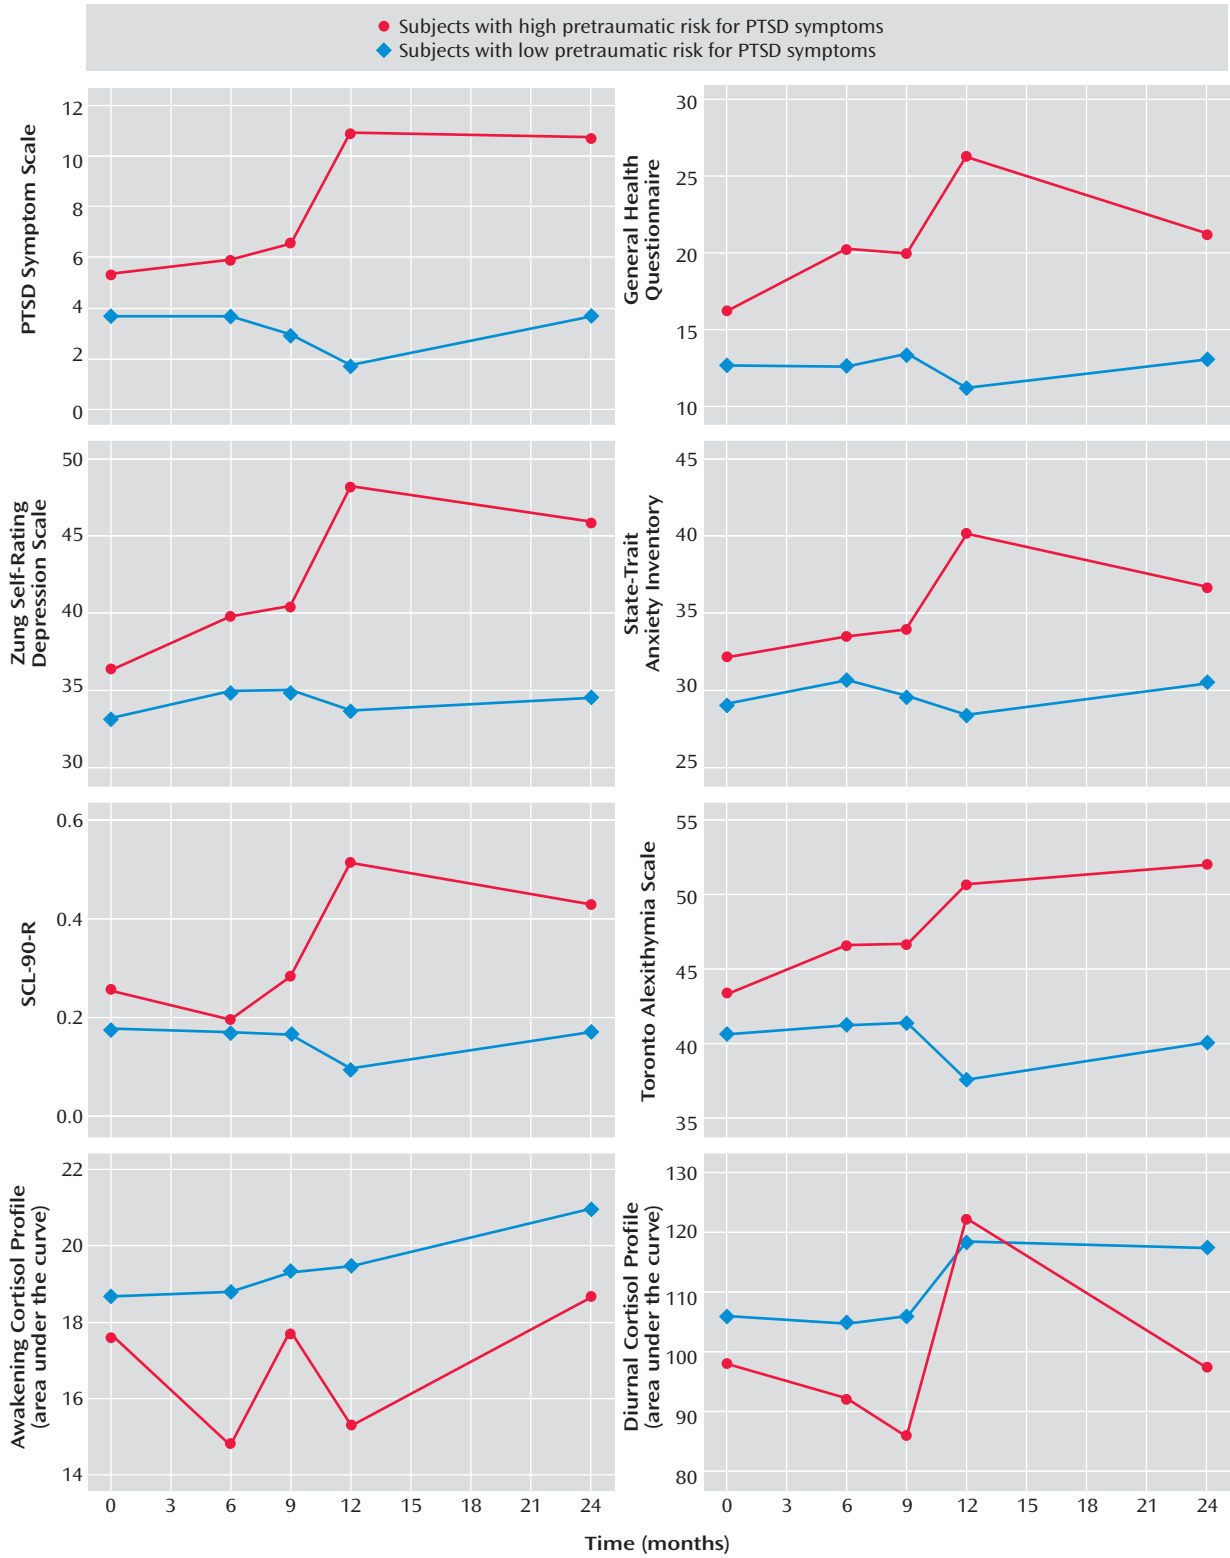 Subjects with high pretraumatic risk for PTSD symptoms
Subjects with low pretraumatic risk for PTSD symptoms
PTSD Symptom Scale
12
10
8
6
4
2
0
General Health
Questionnaire
30
25
20
15
10
Zung Self-Rating
Depression Scale
50
45
40
35
30
State-Trait
Anxiety Inventory
45
40
35
30
25
SCL-90-R
0.6
0.4
0.2
0.0
Toronto Alexithymia Scale
55
50
45
40
35
Awakening Cortisol Profile
(area under the curve)
22
20
18
16
14
0 3 6 9 12 15 18 21 24
Diurnal Cortisol Profile
(area under the curve)
130
120
110
100
90
80
0 3 6 9 12 15 18 21 24
Time (months)